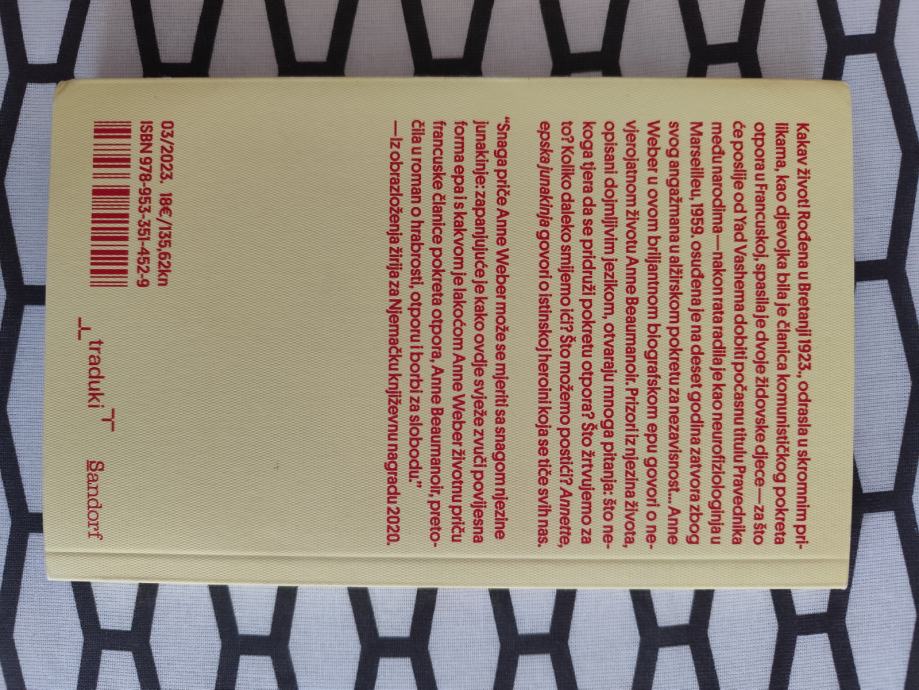 Kakav život! Rođena u Bretanji 1923., odrasla u skromnim pri-
likama, kao djevojka bila je članica komunističkog pokreta
otpora u Francuskoj, spasila je dvoje židovske djece—za što
će poslije od Yad Vashema dobiti počasnu titulu Pravednika
među narodima—nakon rata radila je kao neurofiziologinja u
Marseilleu, 1959. osuđena je na deset godina zatvora zbog
svog angažmana u alžirskom pokretu za nezavisnost... Anne
Weber u ovom briljantnom biografskom epu govori o ne-
vjerojatnom životu Anne Beaumanoir. Prizori iz njezina života,
opisani dojmljivim jezikom, otvaraju mnoga pitanja: što ne-
koga tjera da se pridruži pokretu otpora? Što žrtvujemo za
to? Koliko daleko smijemo ići? Što možemo postići? Annette,
epska junakinja govori o istinskoj heroini koja se tiče svih nas.
“Snaga priče Anne Weber može se mjeriti sa snagom njezine
junakinje: zapanjujuće je kako ovdje svježe zvuči povijesna
forma epa i s kakvom je lakoćom Anne Weber životnu priču
francuske članice pokreta otpora, Anne Beaumanoir, preto-
čila u roman o hrabrosti, otporu i borbi za slobodu.”
—Iz obrazloženja žirija za Njemačku književnu nagradu 2020.
03/2023. 18€/135,62kn
ISBN 978-953-351-452-9
traduki
Sandorf